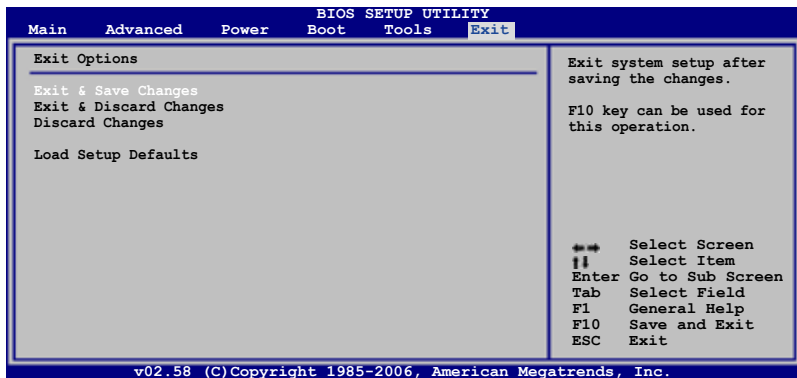 BIOS SETUP UTILITY
Main Advanced Power Boot Tools Exit
Exit Options
Exit & Save Changes
Exit & Discard Changes
Discard Changes
Load Setup Defaults
Exit system setup after
saving the changes.
F10 key can be used for
this operation.
Select Screen
Select Item
Enter Go to Sub Screen
Tab Select Field
F1 General Help
F10 Save and Exit
ESC Exit
v02.58 (C)Copyright 1985-2006, American Megatrends, Inc.